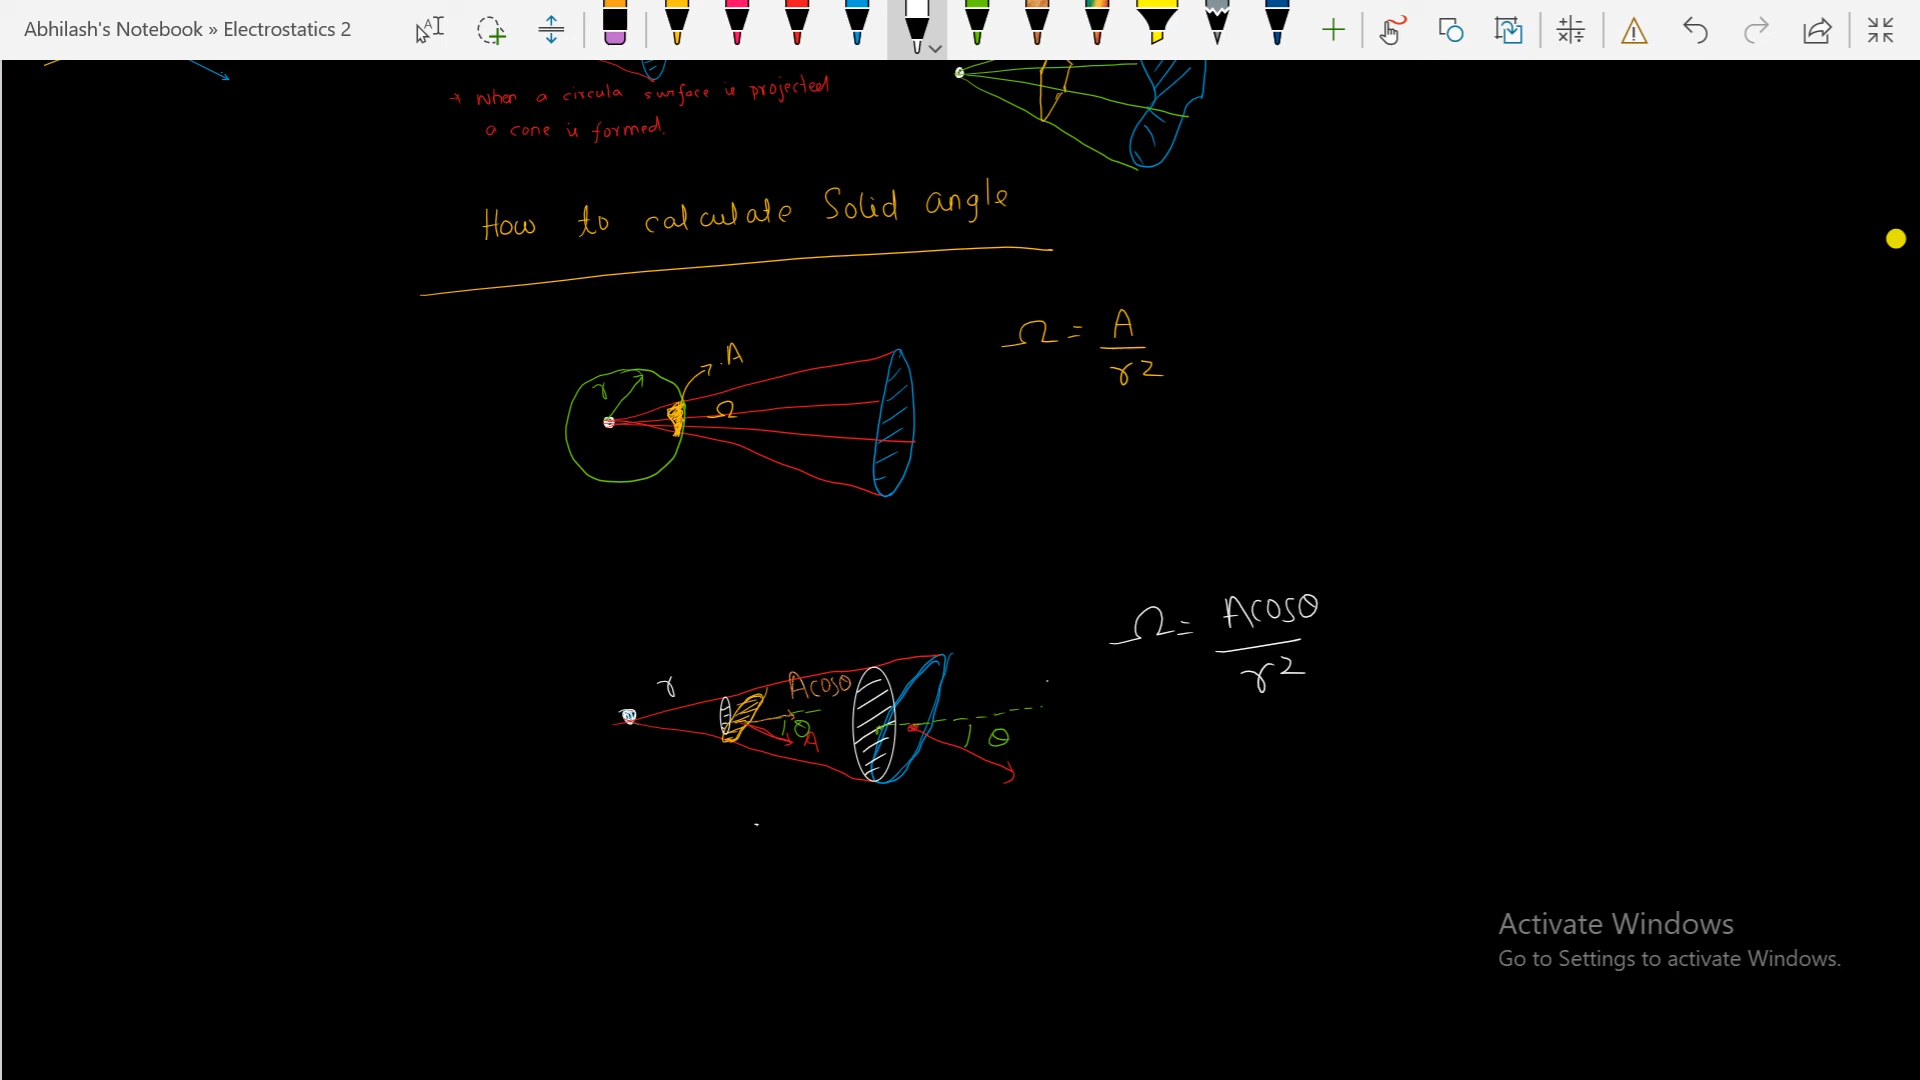 Abhilash's Notebook » Electrostatics 2
→ When a circula surface is projected
a cone is formed.
How to calculate Solid angle
r
A
Ω
Ω = A
r2
r
Acosθ
θ
A
θ
Ω = Acosθ
r2
Activate Windows
Go to Settings to activate Windows.